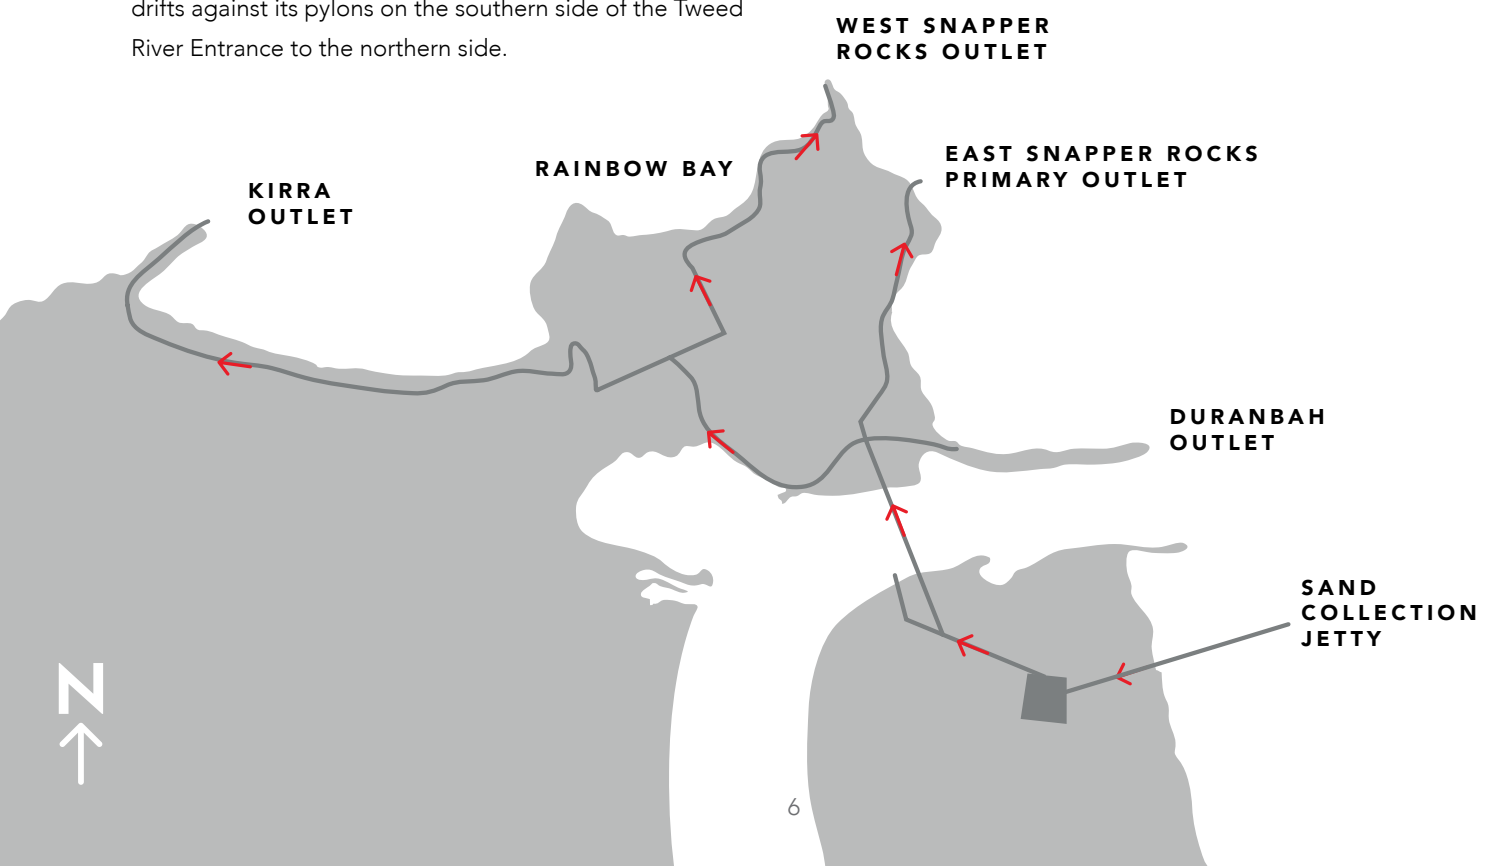 drifts against its pylons on the southern side of the Tweed
River Entrance to the northern side.
WEST SNAPPER
ROCKS OUTLET
EAST SNAPPER ROCKS
PRIMARY OUTLET
RAINBOW BAY
KIRRA
OUTLET
DURANBAH
OUTLET
SAND
COLLECTION
JETTY
N
6